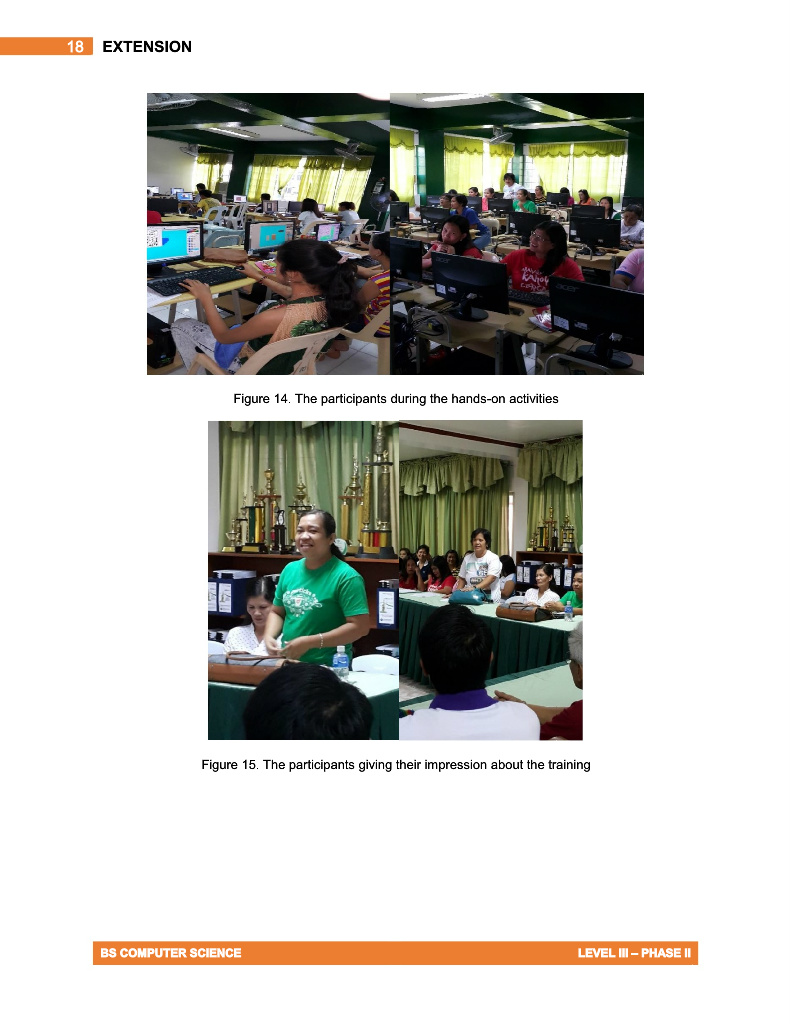 18 EXTENSION
acer
Figure 14. The participants during the hands-on activities
Figure 15. The participants giving their impression about the training
BS COMPUTER SCIENCE LEVEL III – PHASE II